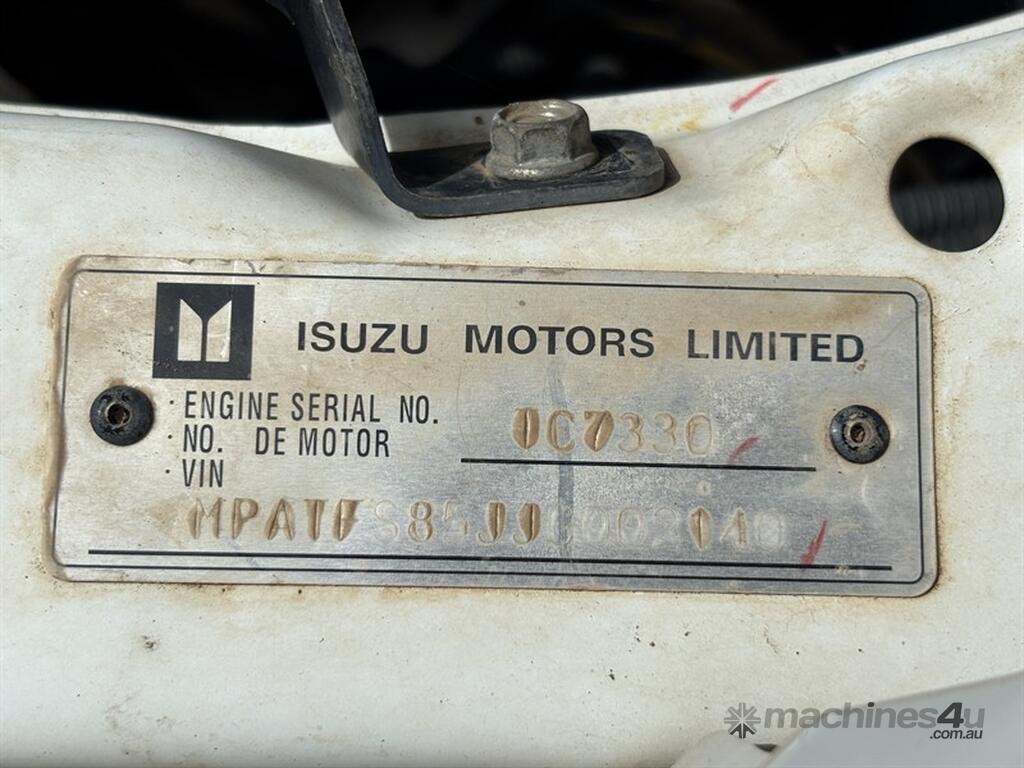 ISUZU MOTORS LIMITED
·ENGINE SERIAL NO.
·NO. DE MOTOR
·VIN
machines4u
.com.au